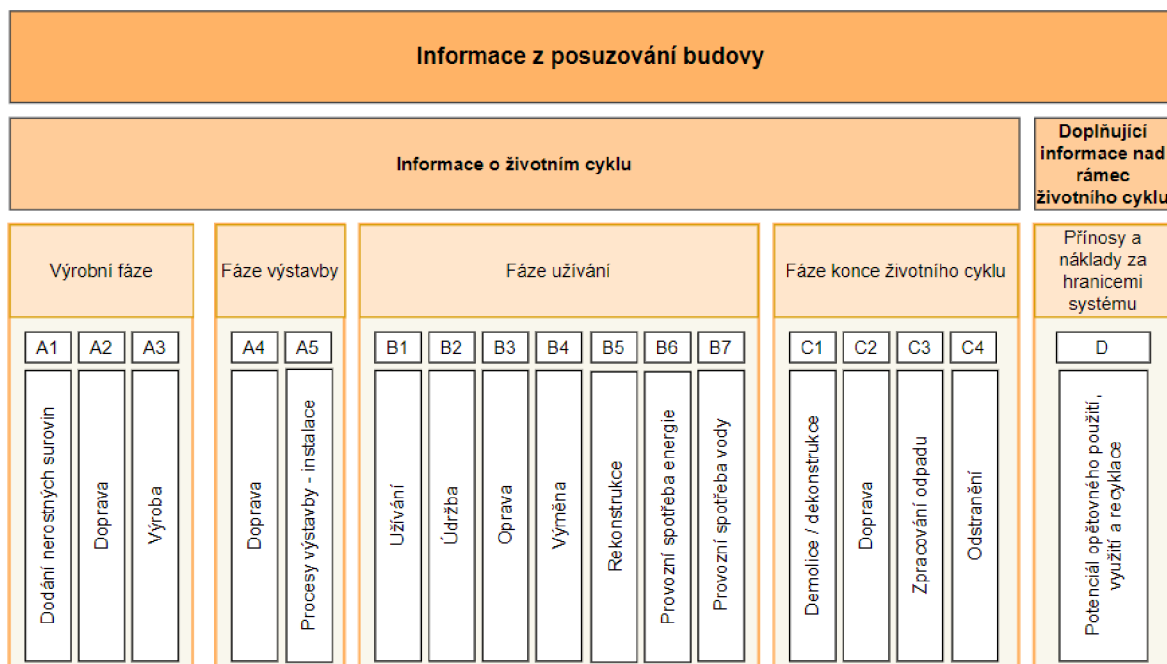 Informace z posuzování budovy
Informace o životním cyklu
Doplňující
informace nad
rámec
životního cyklu
Výrobní fáze
Fáze výstavby
Fáze užívání
Fáze konce životního cyklu
Přínosy a
náklady za
hranicemi
systému
A1
A2
A3
A4
A5
B1
B2
B3
B4
B5
B6
B7
C1
C2
C3
C4
D
Dodání nerostných surovin
Doprava
Výroba
Doprava
Procesy výstavby - instalace
Užívání
Údržba
Oprava
Výměna
Rekonstrukce
Provozní spotřeba energie
Provozní spotřeba vody
Demolice / dekonstrukce
Doprava
Zpracování odpadu
Odstranění
Potenciál opětovného použití,
využití a recyklace